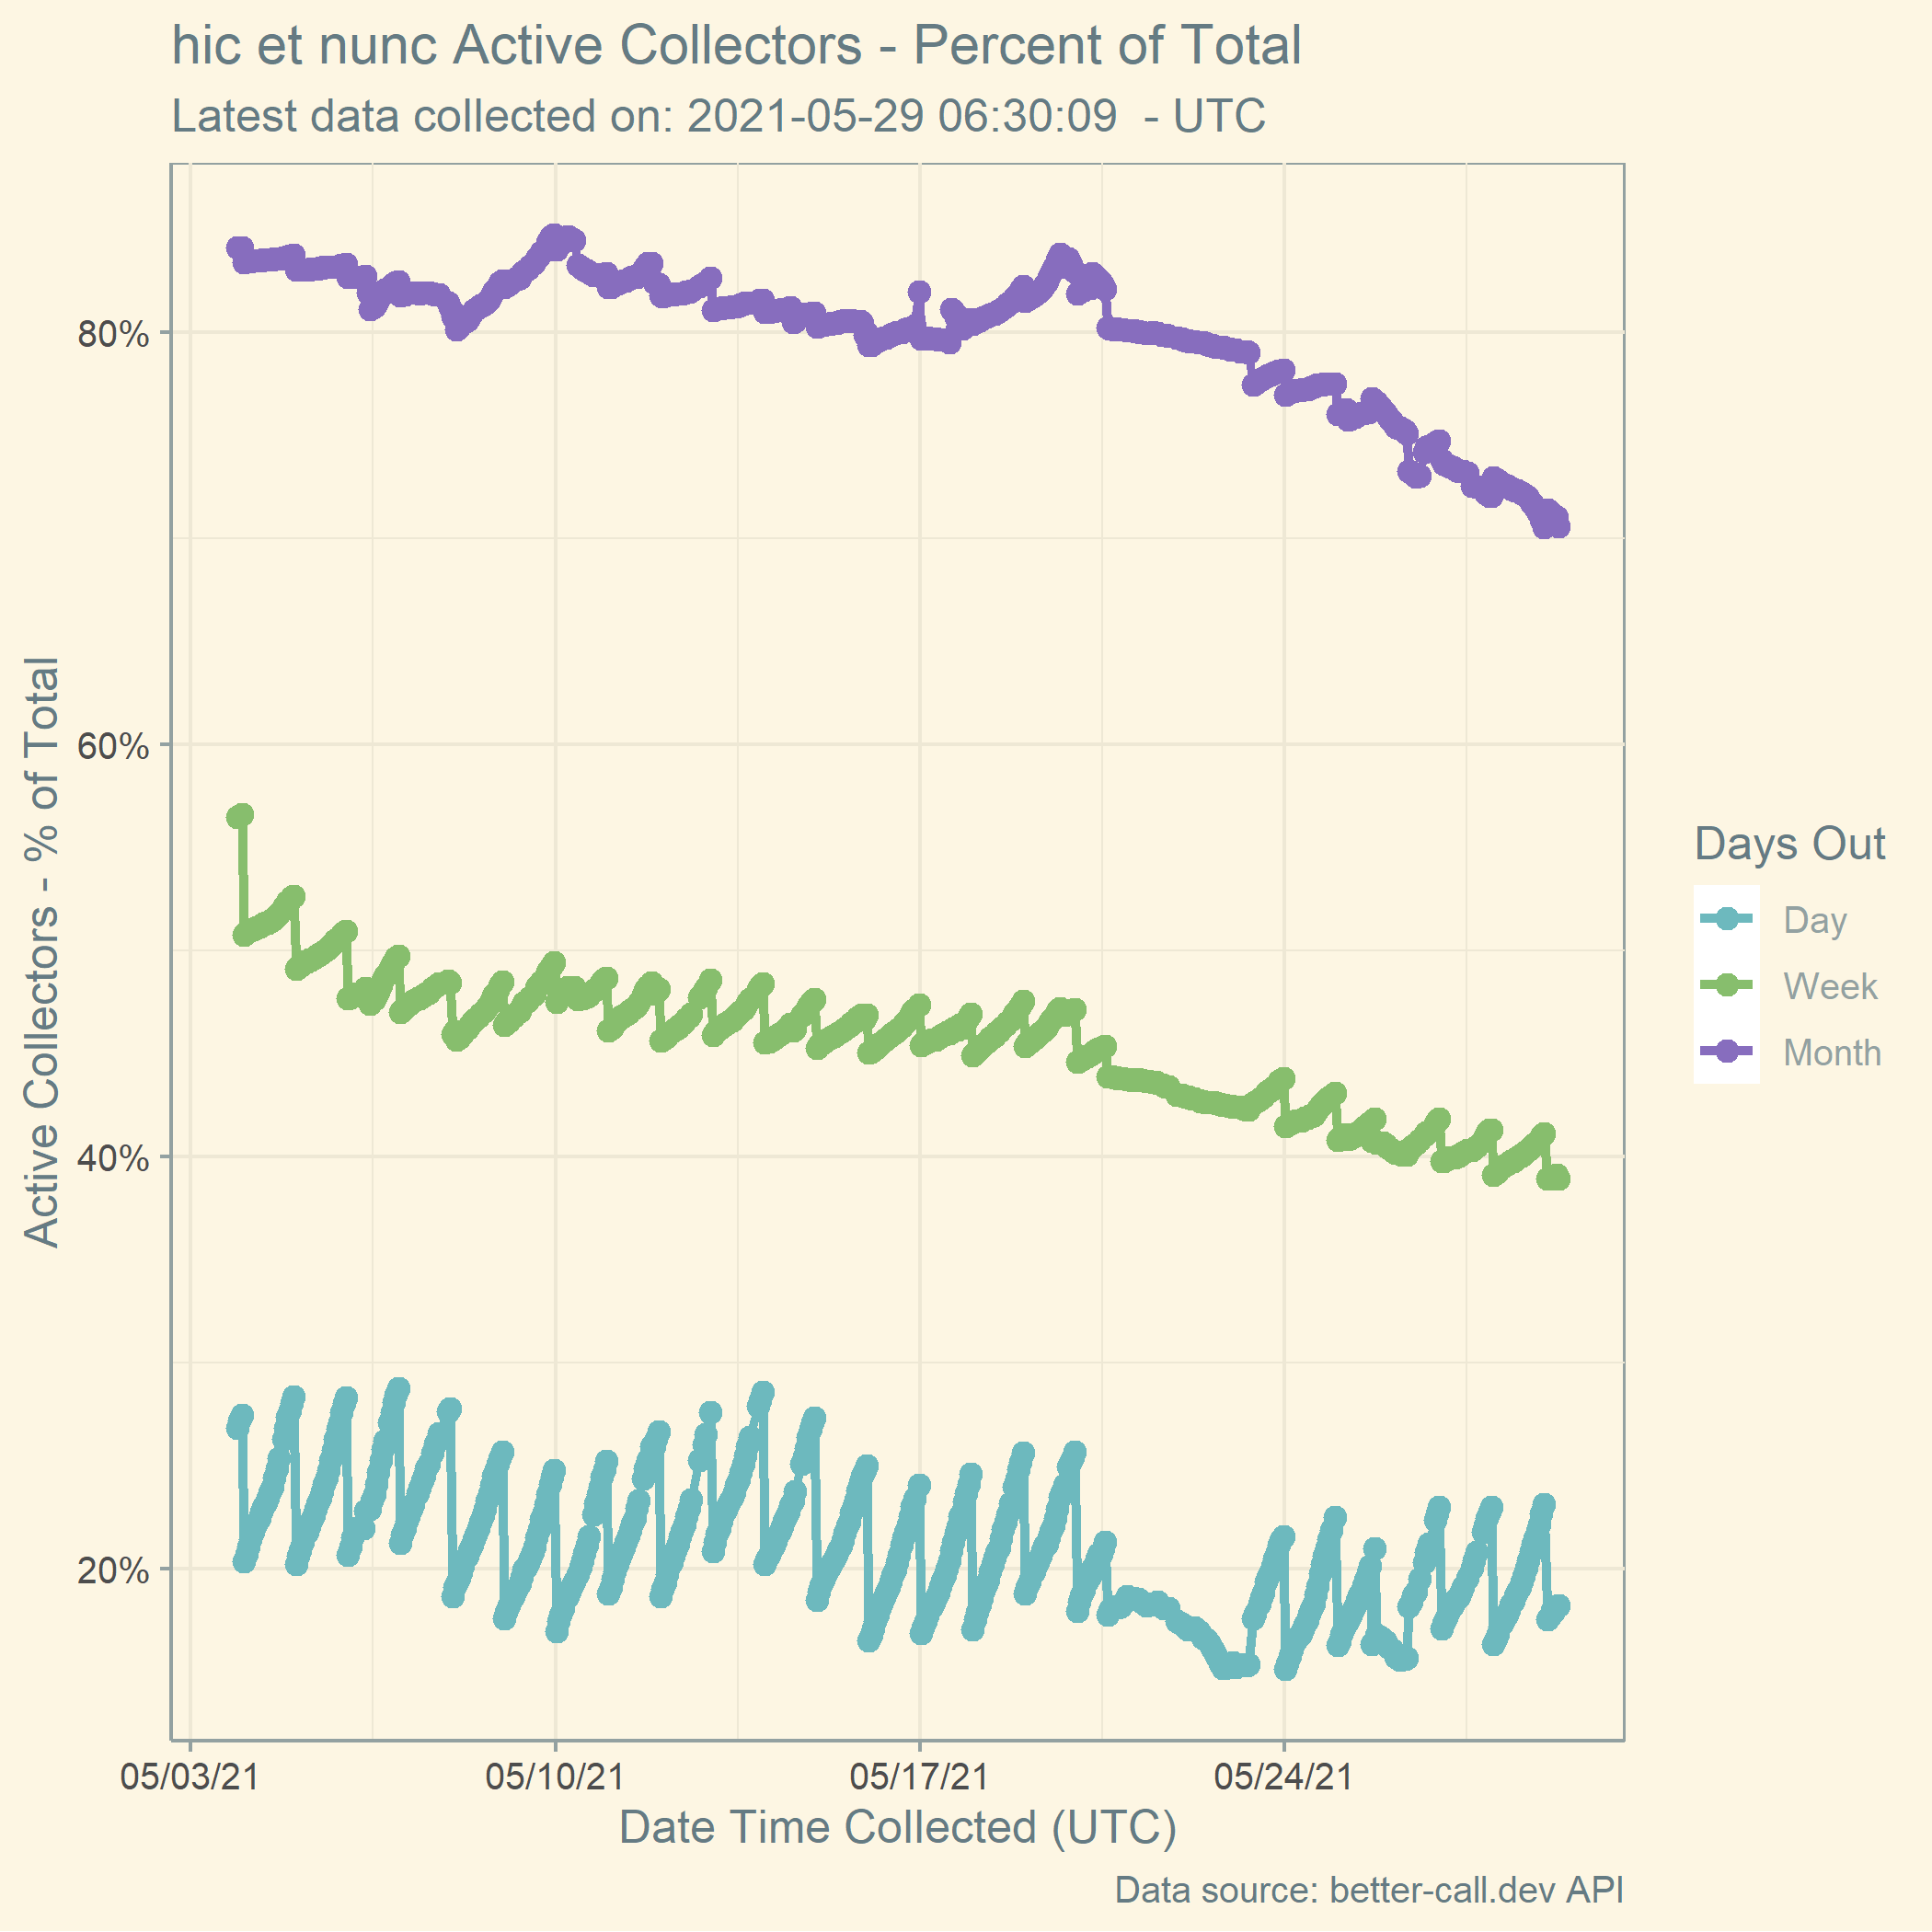 hic et nunc Active Collectors - Percent of Total
Latest data collected on: 2021-05-29 06:30:09  - UTC
Active Collectors - % of Total
80%
60%
40%
20%
05/03/21
05/10/21
05/17/21
05/24/21
Date Time Collected (UTC)
Days Out
Day
Week
Month
Data source: better-call.dev API